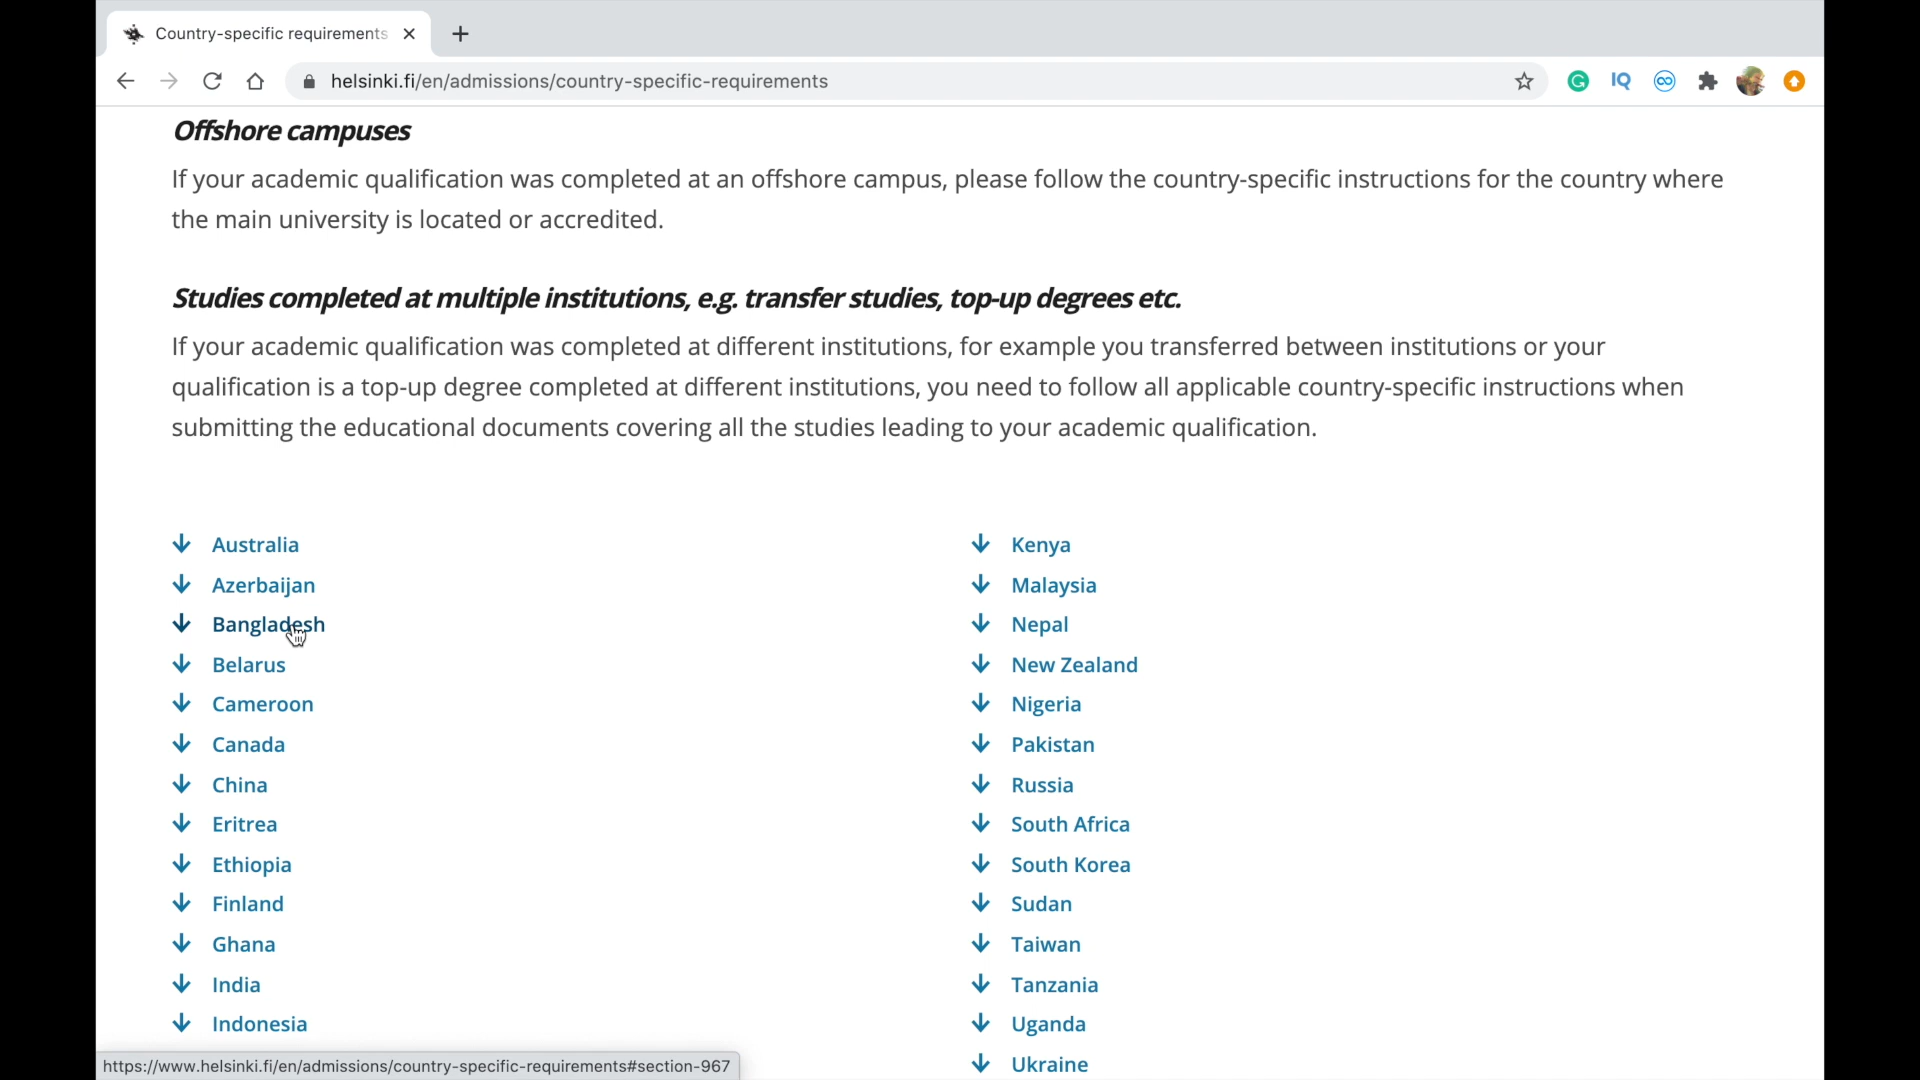 Country-specific requirements
helsinki.fi/en/admissions/country-specific-requirements
IQ
Offshore campuses
If your academic qualification was completed at an offshore campus, please follow the country-specific instructions for the country where
the main university is located or accredited.
Studies completed at multiple institutions, e.g. transfer studies, top-up degrees etc.
If your academic qualification was completed at different institutions, for example you transferred between institutions or your
qualification is a top-up degree completed at different institutions, you need to follow all applicable country-specific instructions when
submitting the educational documents covering all the studies leading to your academic qualification.
Australia
Azerbaijan
Bangladesh
Belarus
Cameroon
Canada
China
Eritrea
Ethiopia
Finland
Ghana
India
Indonesia
Kenya
Malaysia
Nepal
New Zealand
Nigeria
Pakistan
Russia
South Africa
South Korea
Sudan
Taiwan
Tanzania
Uganda
Ukraine
https://www.helsinki.fi/en/admissions/country-specific-requirements#section-967